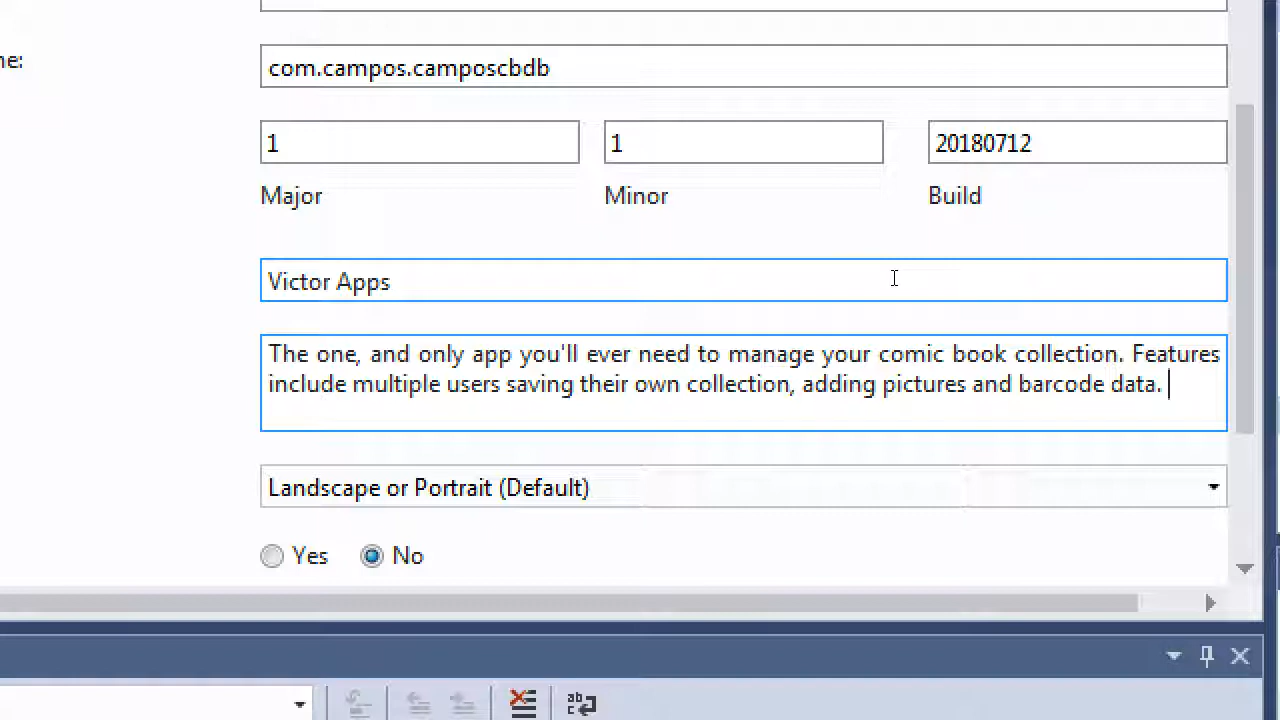 me:
com.campos.camposcbdb
1 1 20180712
Major Minor Build
Victor Apps
The one, and only app you'll ever need to manage your comic book collection. Features
include multiple users saving their own collection, adding pictures and barcode data.
Landscape or Portrait (Default)
Yes No